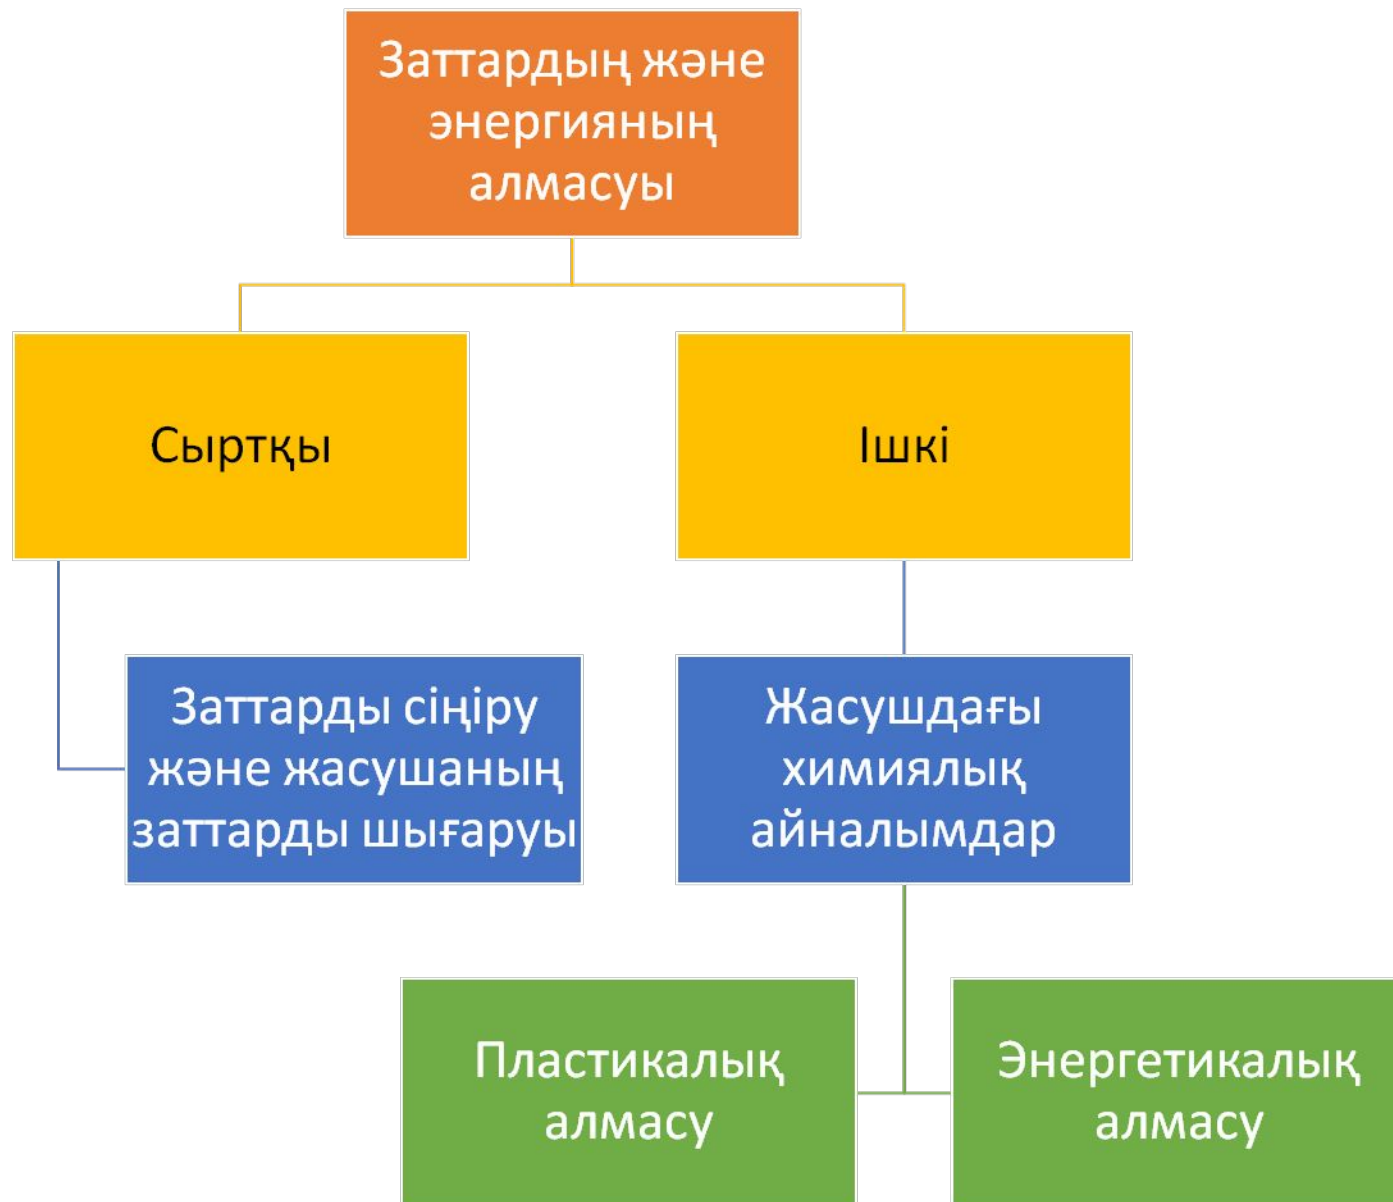 Заттардың және
энергияның
алмасуы
Сыртқы
Ішкі
Заттарды сіңіру
және жасушаның
заттарды шығаруы
Жасушдағы
химиялық
айналымдар
Пластикалық
алмасу
Энергетикалық
алмасу